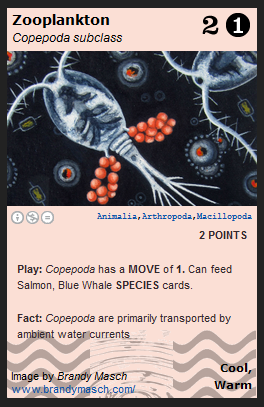 Zooplankton
Copepoda subclass
2 1
Animalia,Arthropoda,Macillopoda
2 POINTS
Play: Copepoda has a MOVE of 1. Can feed
Salmon, Blue Whale SPECIES cards.
Fact: Copepoda are primarily transported by
ambient water currents
Image by Brandy Masch
www.brandymasch.com/
Cool,
Warm